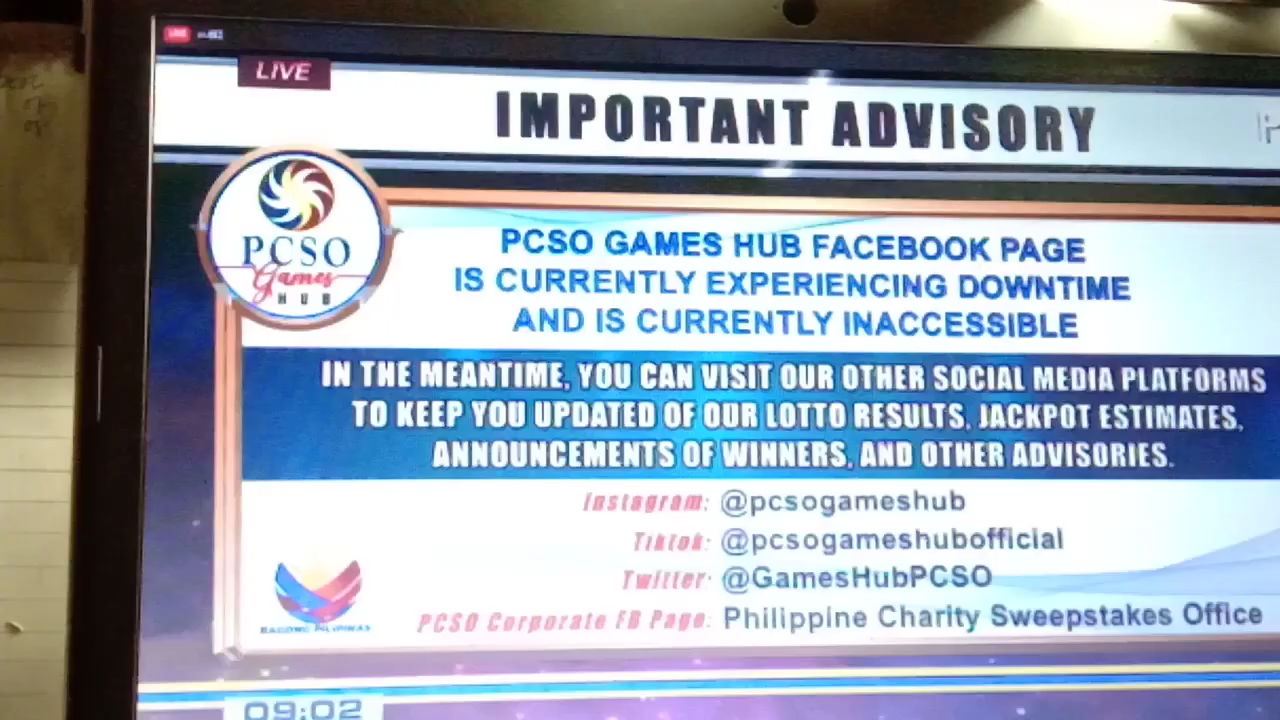 LIVE
IMPORTANT ADVISORY
PCSO
Games
HUB
PCSO GAMES HUB FACEBOOK PAGE
IS CURRENTLY EXPERIENCING DOWNTIME
AND IS CURRENTLY INACCESSIBLE
IN THE MEANTIME, YOU CAN VISIT OUR OTHER SOCIAL MEDIA PLATFORMS
TO KEEP YOU UPDATED OF OUR LOTTO RESULTS, JACKPOT ESTIMATES,
ANNOUNCEMENTS OF WINNERS, AND OTHER ADVISORIES.
Instagram: @pcsogameshub
Tiktok: @pcsogameshubofficial
Twitter: @GamesHubPCSO
PCSO Corporate FB Page: Philippine Charity Sweepstakes Office
BAGONG PILIPINAS
09:02